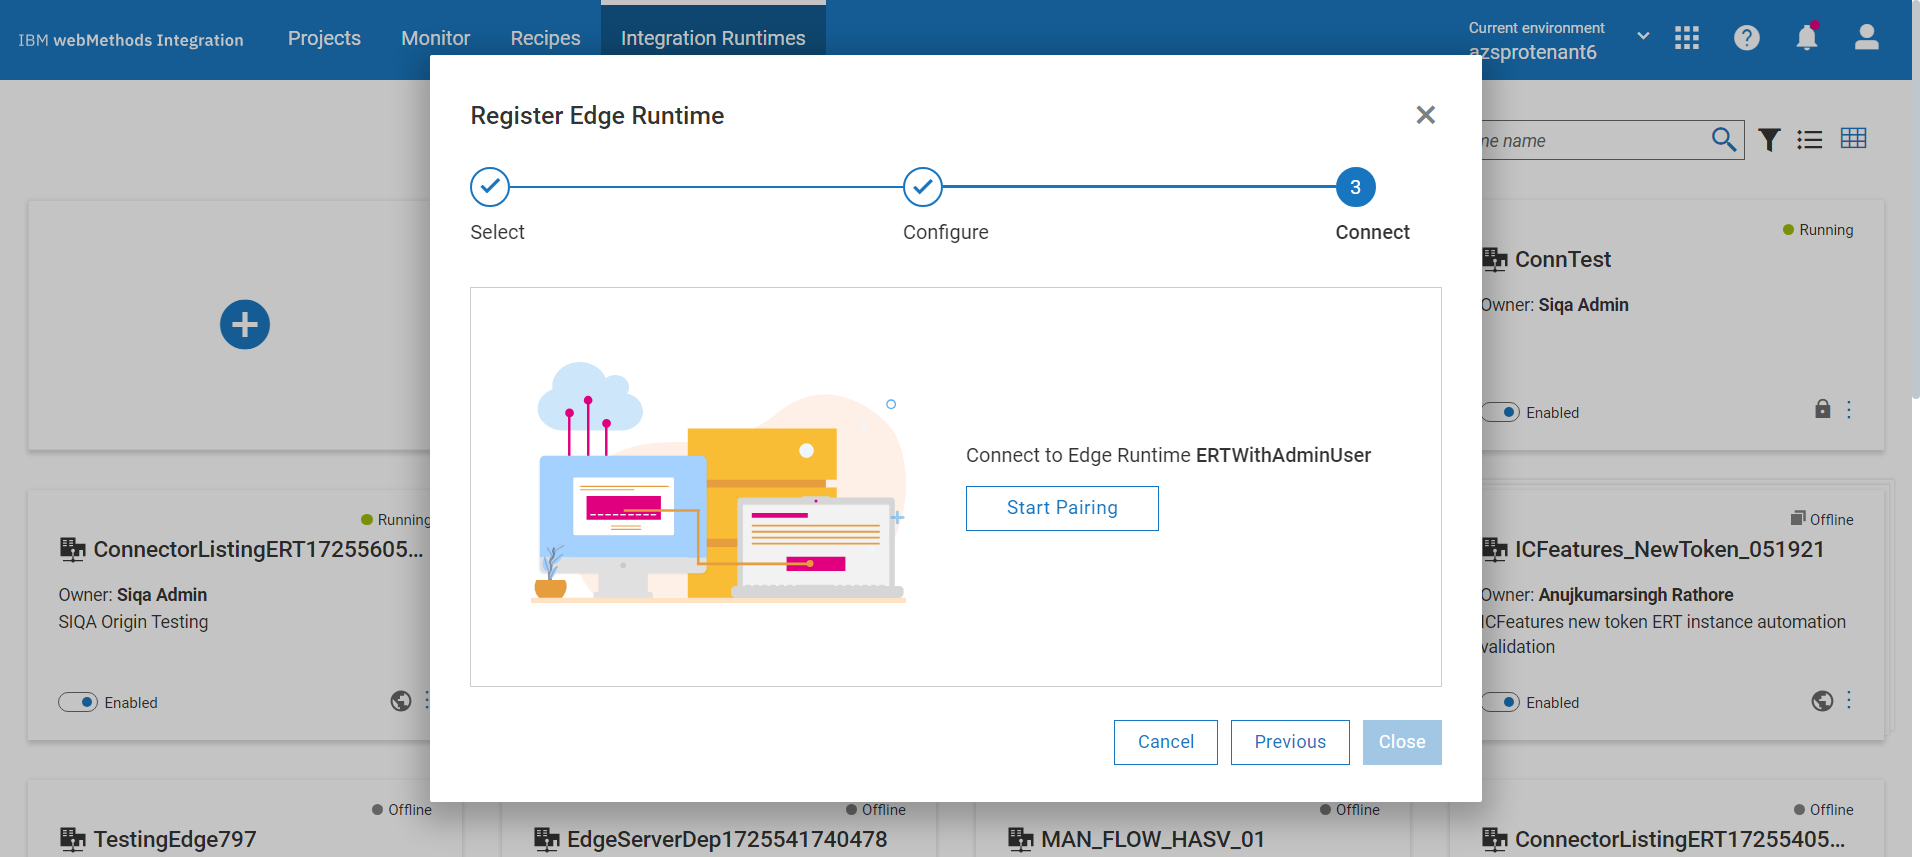 IBM webMethods Integration
Projects
Monitor
Recipes
Integration Runtimes
Current environment
azsprotenant6
Register Edge Runtime
me name
3
Select
Configure
Connect
Running
ConnTest
Owner: Siqa Admin
Enabled
Connect to Edge Runtime ERTWithAdminUser
Start Pairing
Running
ConnectorListingERT17255605...
Owner: Siqa Admin
SIQA Origin Testing
Enabled
Offline
ICFeatures_NewToken_051921
Owner: Anujkumarsingh Rathore
ICFeatures new token ERT instance automation
validation
Enabled
Cancel
Previous
Close
Offline
TestingEdge797
Offline
EdgeServerDep1725541740478
Offline
MAN_FLOW_HASV_01
Offline
ConnectorListingERT17255405...